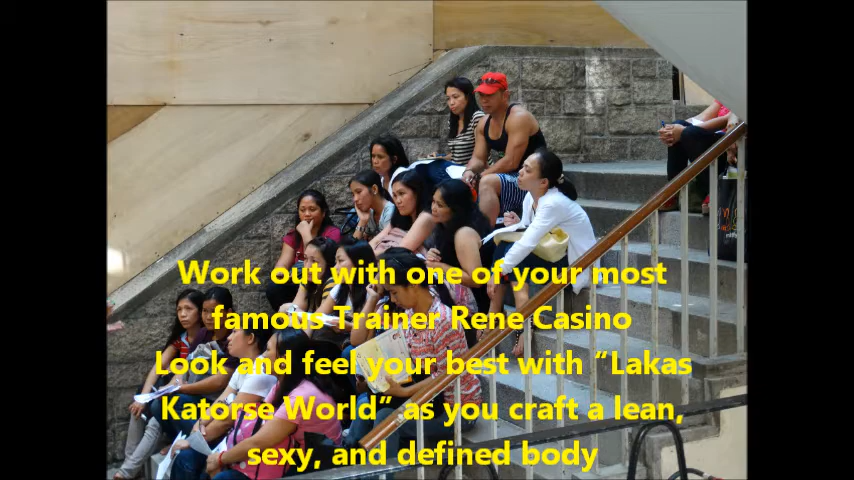 Work out with one of your most
famous Trainer Rene Casino
Look and feel your best with “Lakas
Katorse World” as you craft a lean,
sexy, and defined body